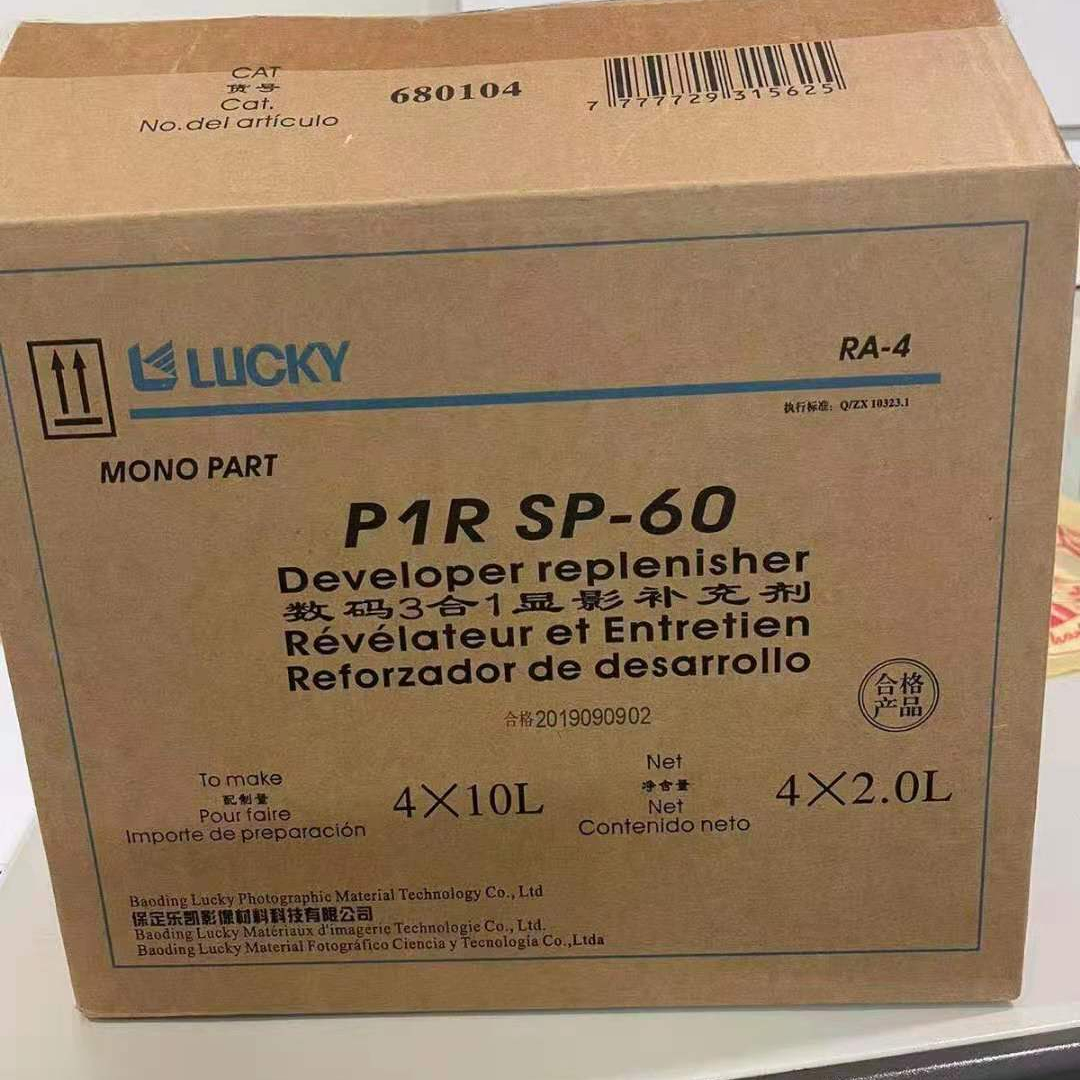 CAT
货号
Cat.
No.del artículo
680104
7 777729 315625
LUCKY
RA-4
执行标准: Q/ZX 10323.1
MONO PART
P1R SP-60
Developer replenisher
数码3合1显影补充剂
Révélateur et Entretien
Reforzador de desarrollo
合格2019090902
合格
产品
To make
配制量
Pour faire
Importe de preparación
4×10L
Net
净含量
Net
Contenido neto
4×2.0L
Baoding Lucky Photographic Material Technology Co., Ltd
保定乐凯影像材料科技有限公司
Baoding Lucky Matériaux d'imagerie Technologie Co., Ltd.
Baoding Lucky Material Fotográfico Ciencia y Tecnología Co.,Ltda